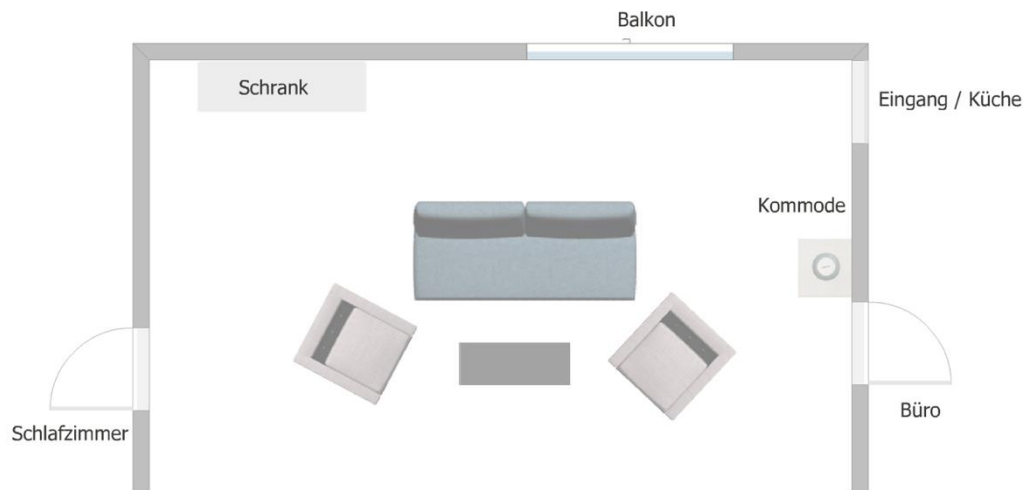 Balkon
Schrank
Eingang / Küche
Kommode
Schlafzimmer
Büro